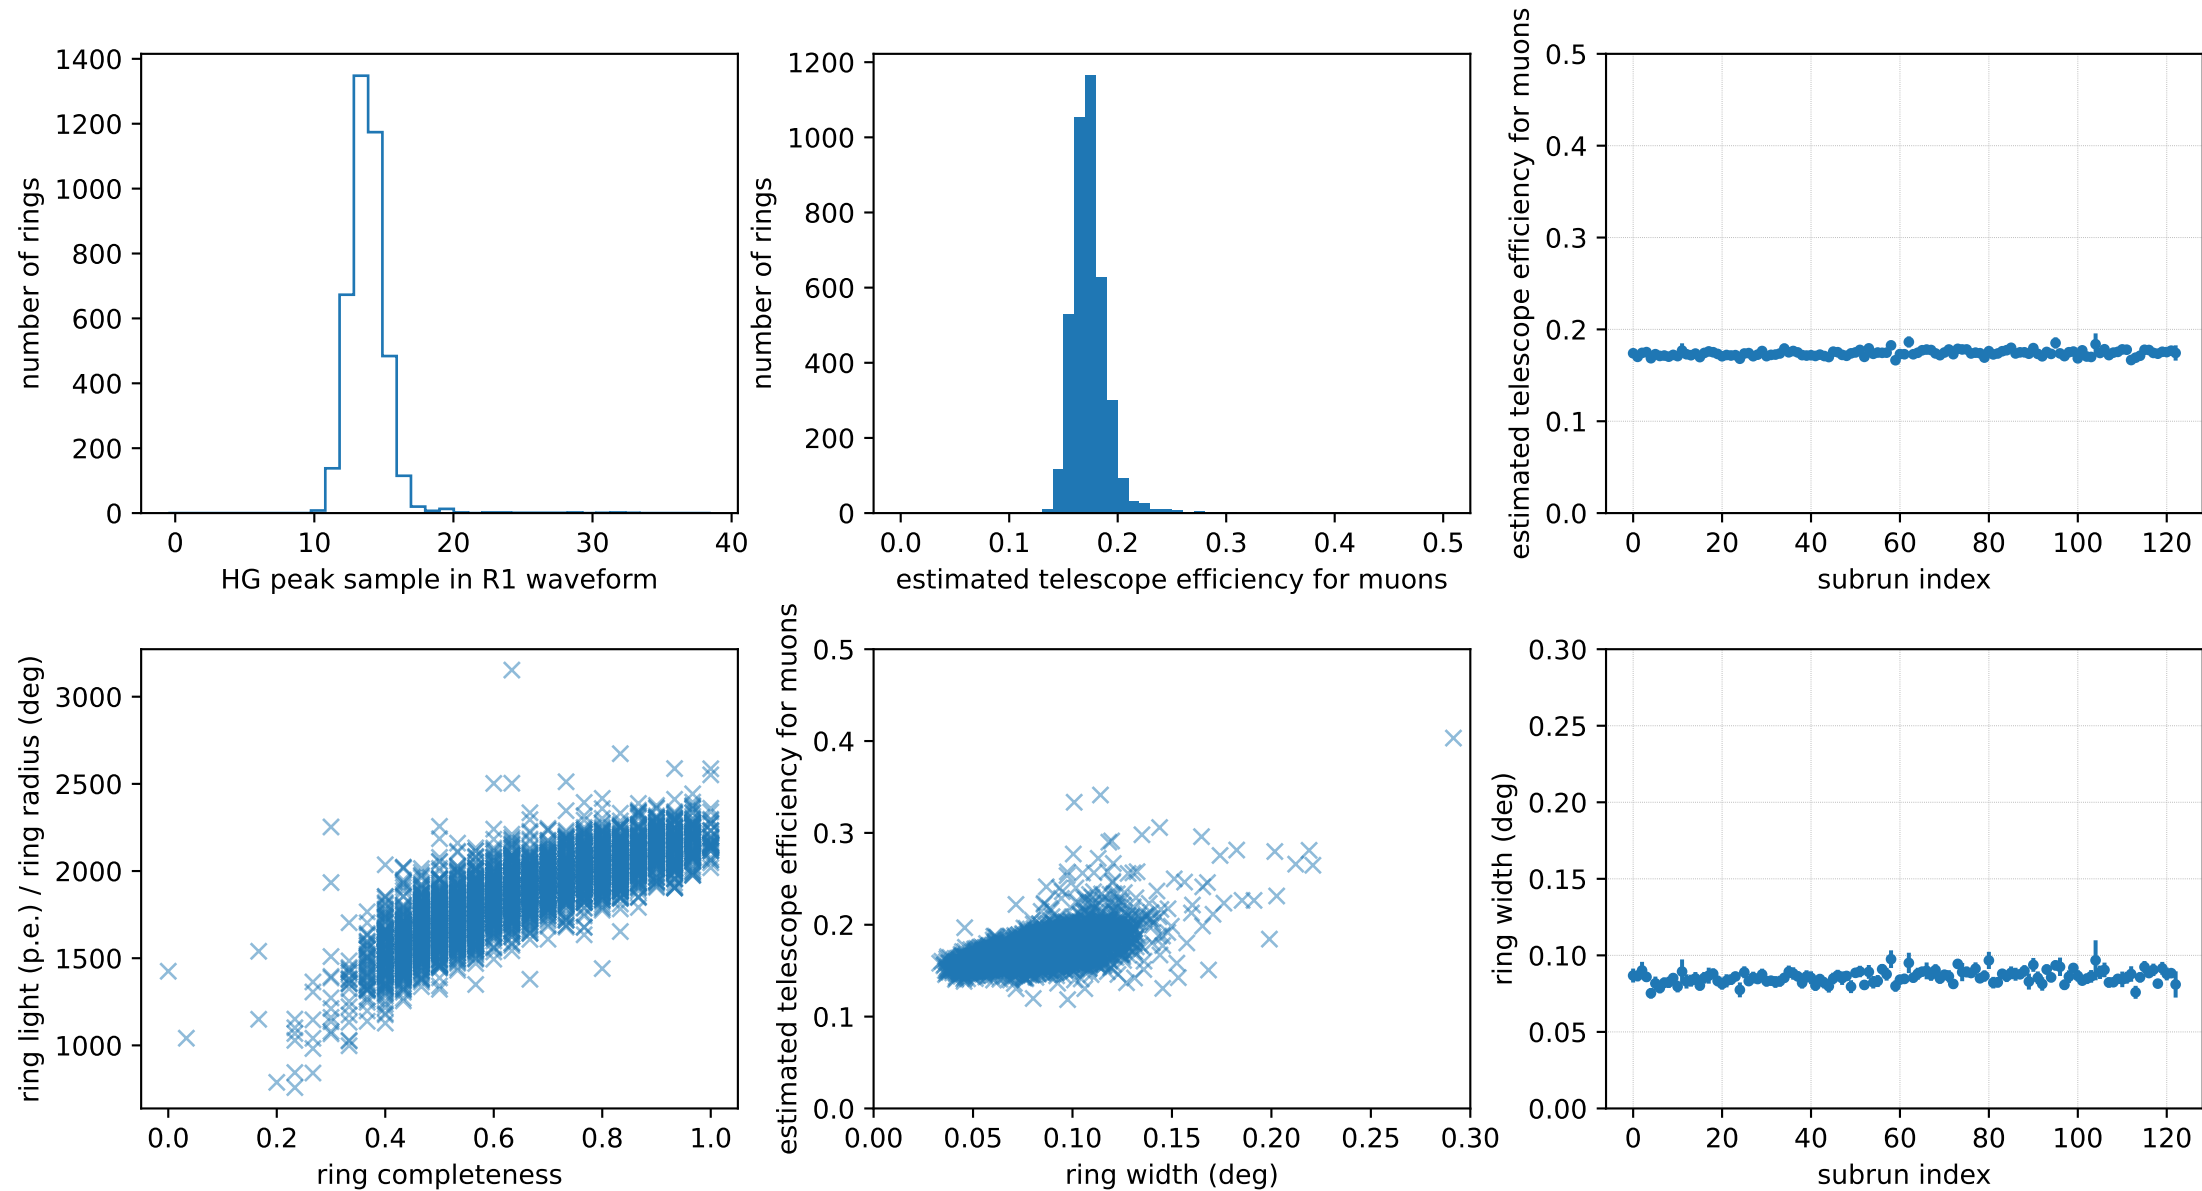 1400
1200
1000
800
600
400
200
0
number of rings
0 10 20 30 40
HG peak sample in R1 waveform
1200
1000
800
600
400
200
0
number of rings
0.0 0.1 0.2 0.3 0.4 0.5
estimated telescope efficiency for muons
0.5
0.4
0.3
0.2
0.1
0.0
estimated telescope efficiency for muons
0 20 40 60 80 100 120
subrun index
3000
2500
2000
1500
1000
ring light (p.e.) / ring radius (deg)
0.0 0.2 0.4 0.6 0.8 1.0
ring completeness
0.5
0.4
0.3
0.2
0.1
0.0
estimated telescope efficiency for muons
0.00 0.05 0.10 0.15 0.20 0.25 0.30
ring width (deg)
0.30
0.25
0.20
0.15
0.10
0.05
0.00
ring width (deg)
0 20 40 60 80 100 120
subrun index